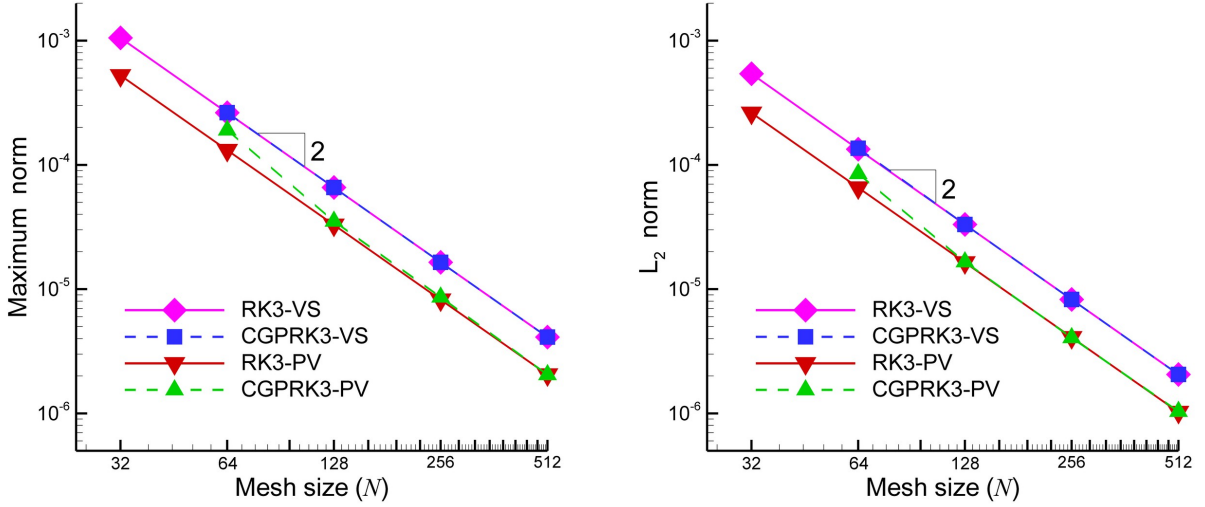 10⁻³
10⁻⁴
10⁻⁵
10⁻⁶
Maximum norm
2
RK3-VS
CGPRK3-VS
RK3-PV
CGPRK3-PV
32 64 128 256 512
Mesh size (N)
10⁻³
10⁻⁴
10⁻⁵
10⁻⁶
L₂ norm
2
RK3-VS
CGPRK3-VS
RK3-PV
CGPRK3-PV
32 64 128 256 512
Mesh size (N)